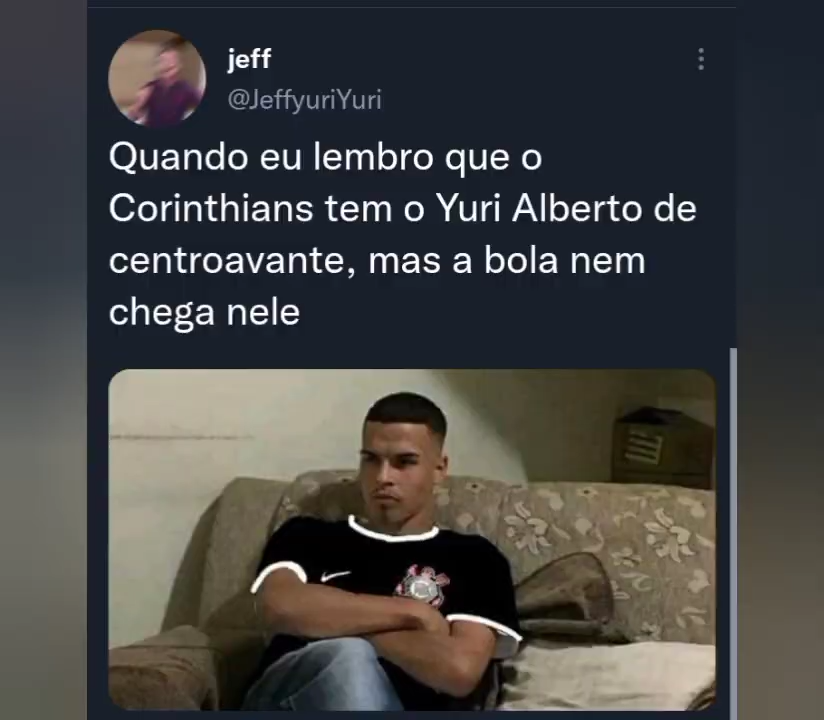 jeff
@JeffyuriYuri
Quando eu lembro que o
Corinthians tem o Yuri Alberto de
centroavante, mas a bola nem
chega nele